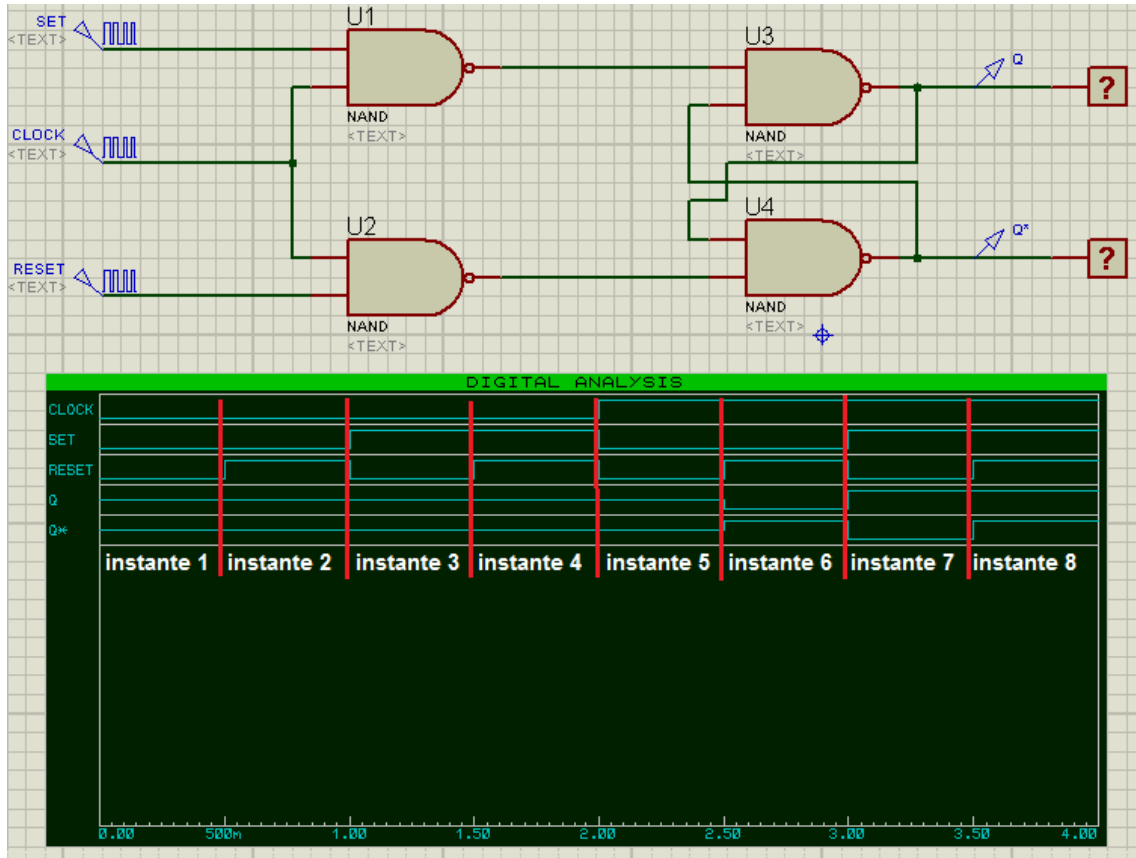 SET
<TEXT>
U1
NAND
<TEXT>
CLOCK
<TEXT>
RESET
<TEXT>
U2
NAND
<TEXT>
U3
NAND
<TEXT>
Q
?
U4
NAND
<TEXT>
Q*
?
DIGITAL ANALYSIS
CLOCK
SET
RESET
Q
Q*
instante 1 instante 2 instante 3 instante 4 instante 5 instante 6 instante 7 instante 8
0.00 500m 1.00 1.50 2.00 2.50 3.00 3.50 4.00